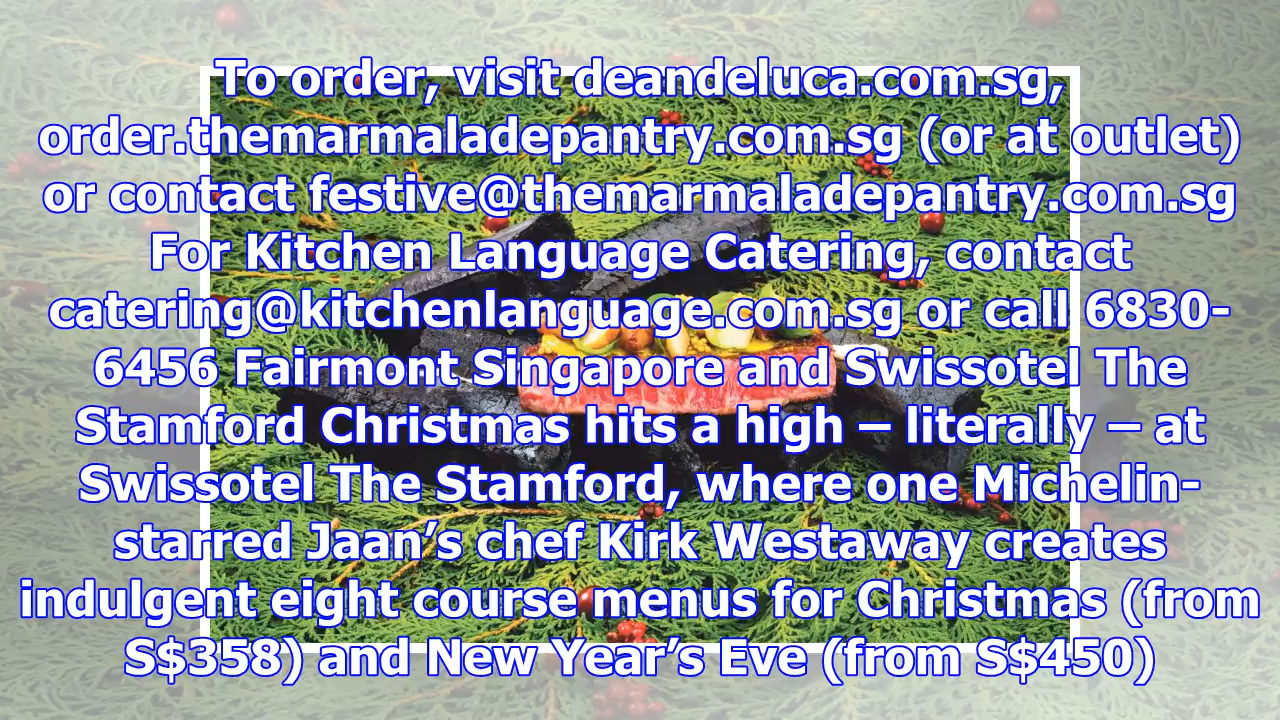 To order, visit deandeluca.com.sg,
order.themarmaladepantry.com.sg (or at outlet)
or contact festive@themarmaladepantry.com.sg
For Kitchen Language Catering, contact
catering@kitchenlanguage.com.sg or call 6830-
6456 Fairmont Singapore and Swissotel The
Stamford Christmas hits a high – literally – at
Swissotel The Stamford, where one Michelin-
starred Jaan’s chef Kirk Westaway creates
indulgent eight course menus for Christmas (from
S$358) and New Year’s Eve (from S$450)